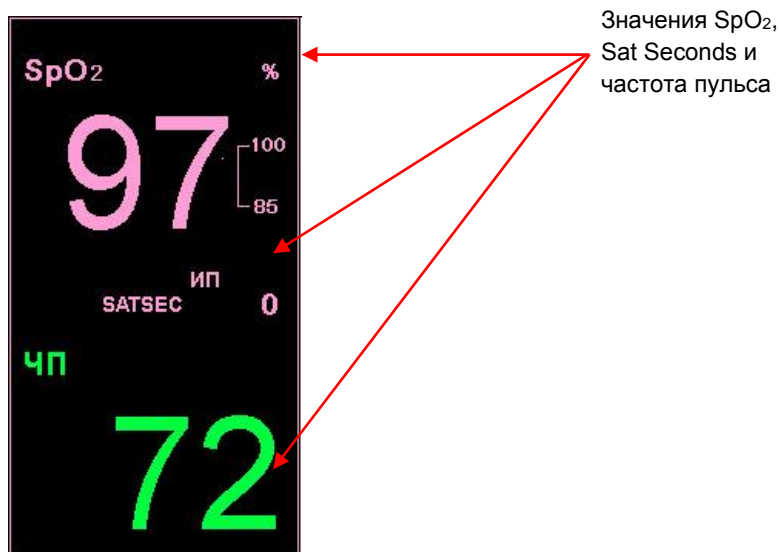 Значения SpO₂,
Sat Seconds и
частота пульса
SpO₂ %
97
100
85
ИП
SATSEC 0
ЧП
72